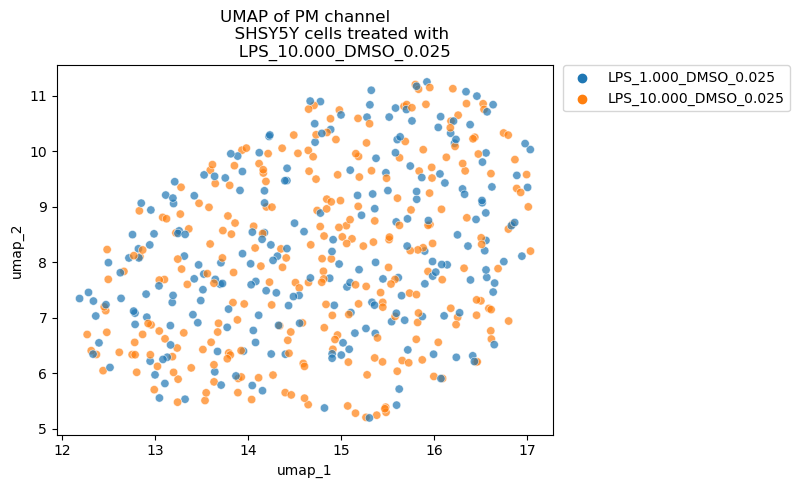 UMAP of PM channel
SHSY5Y cells treated with
LPS_10.000_DMSO_0.025
LPS_1.000_DMSO_0.025
LPS_10.000_DMSO_0.025
umap_2
11
10
9
8
7
6
5
12 13 14 15 16 17
umap_1